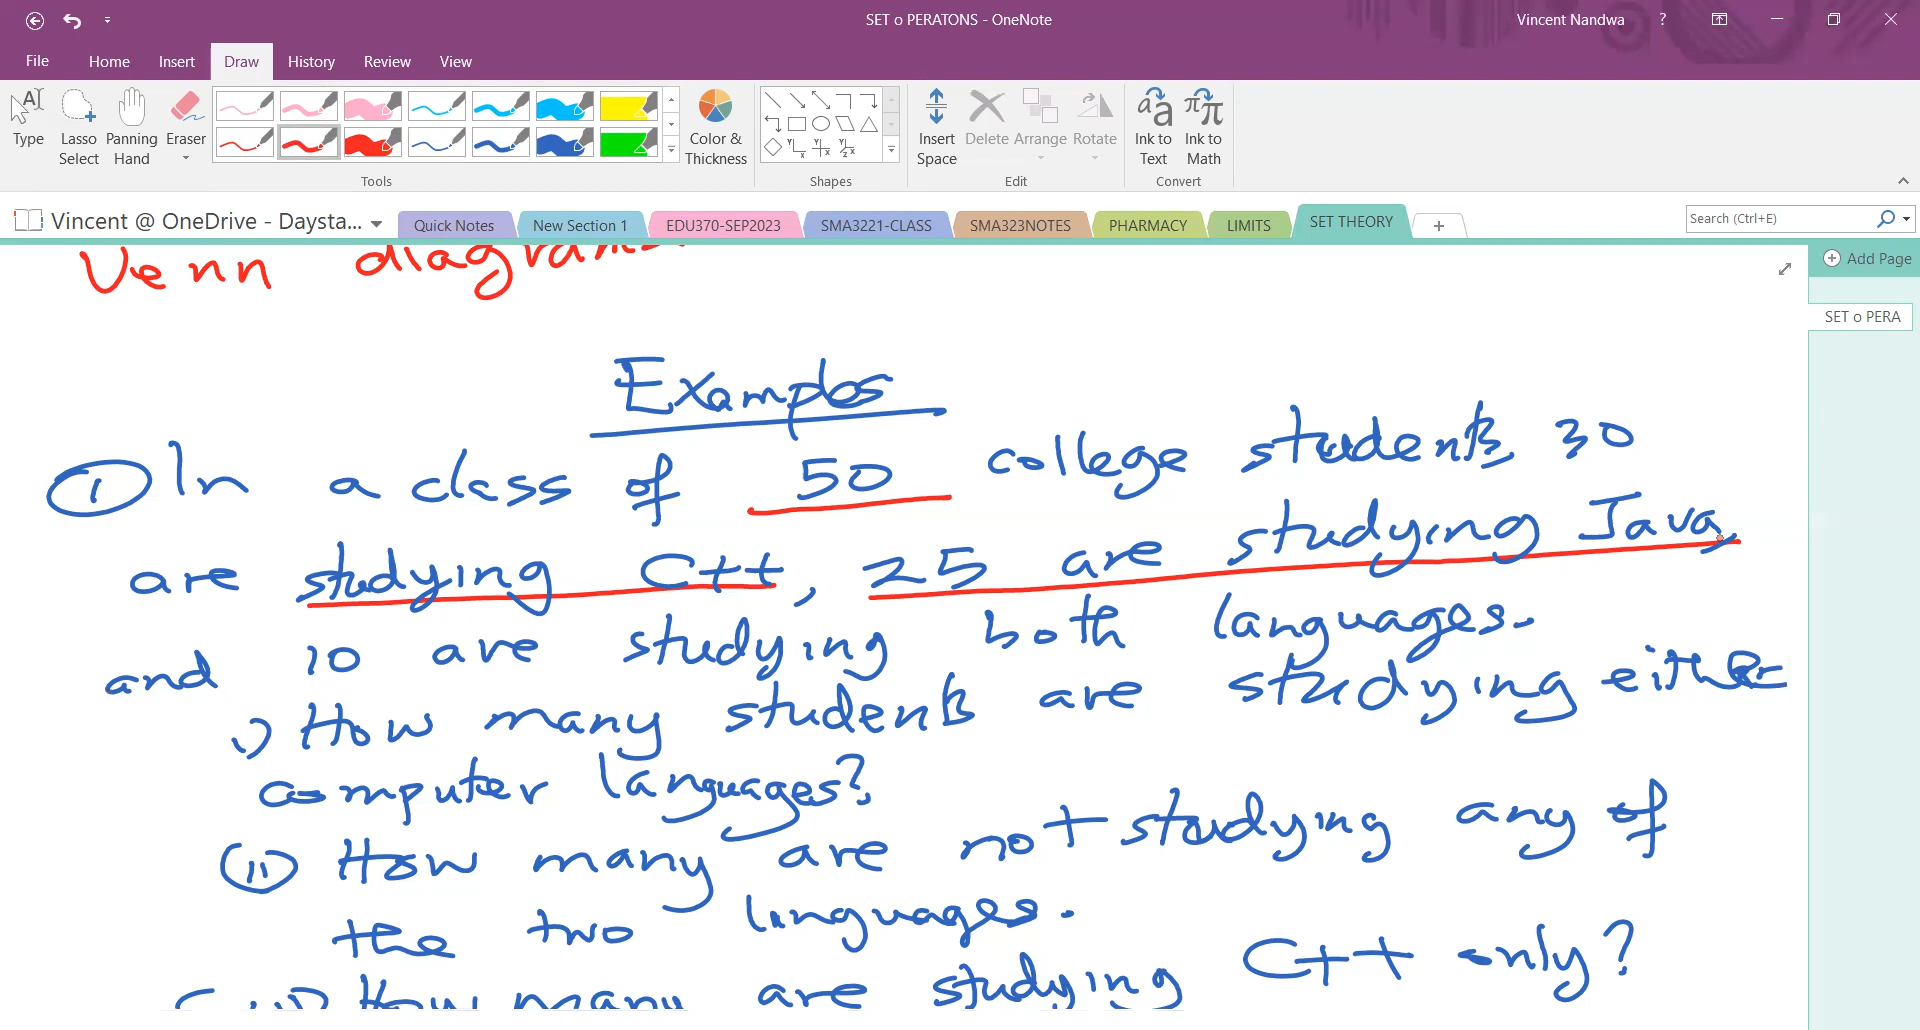 SET o PERATONS - OneNote
Vincent Nandwa
?
File
Home
Insert
Draw
History
Review
View
Type
Lasso Select
Panning Hand
Eraser
Color & Thickness
Insert Space
Delete
Arrange
Rotate
Ink to Text
Ink to Math
Tools
Shapes
Edit
Convert
Vincent @ OneDrive - Daysta...
Quick Notes
New Section 1
EDU370-SEP2023
SMA3221-CLASS
SMA323NOTES
PHARMACY
LIMITS
SET THEORY
+
Search (Ctrl+E)
Add Page
SET o PERA
Venn diagrams
Examples
1 In a class of 50 college students, 30
are studying C++, 25 are studying Java,
and 10 are studying both languages.
i) How many students are studying either
computer languages?
(ii) How many are not studying any of
the two languages.
(iii) How many are studying C++ only?